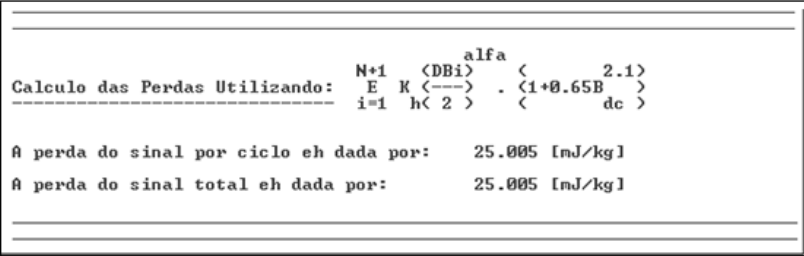 alfa
N+1 (DBi) ( 2.1)
Calculo das Perdas Utilizando: E K (---) . (1+0.65B )
------------------------------ i=1 h( 2 ) ( dc )
A perda do sinal por ciclo eh dada por: 25.005 [mJ/kg]
A perda do sinal total eh dada por: 25.005 [mJ/kg]